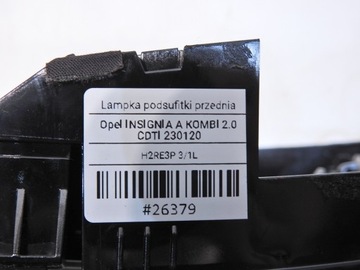 Lampka podsufitki przednia
Opel INSIGNIA A KOMBI 2.0
CDTI 230120
H2RE3P 3/1L
#26379